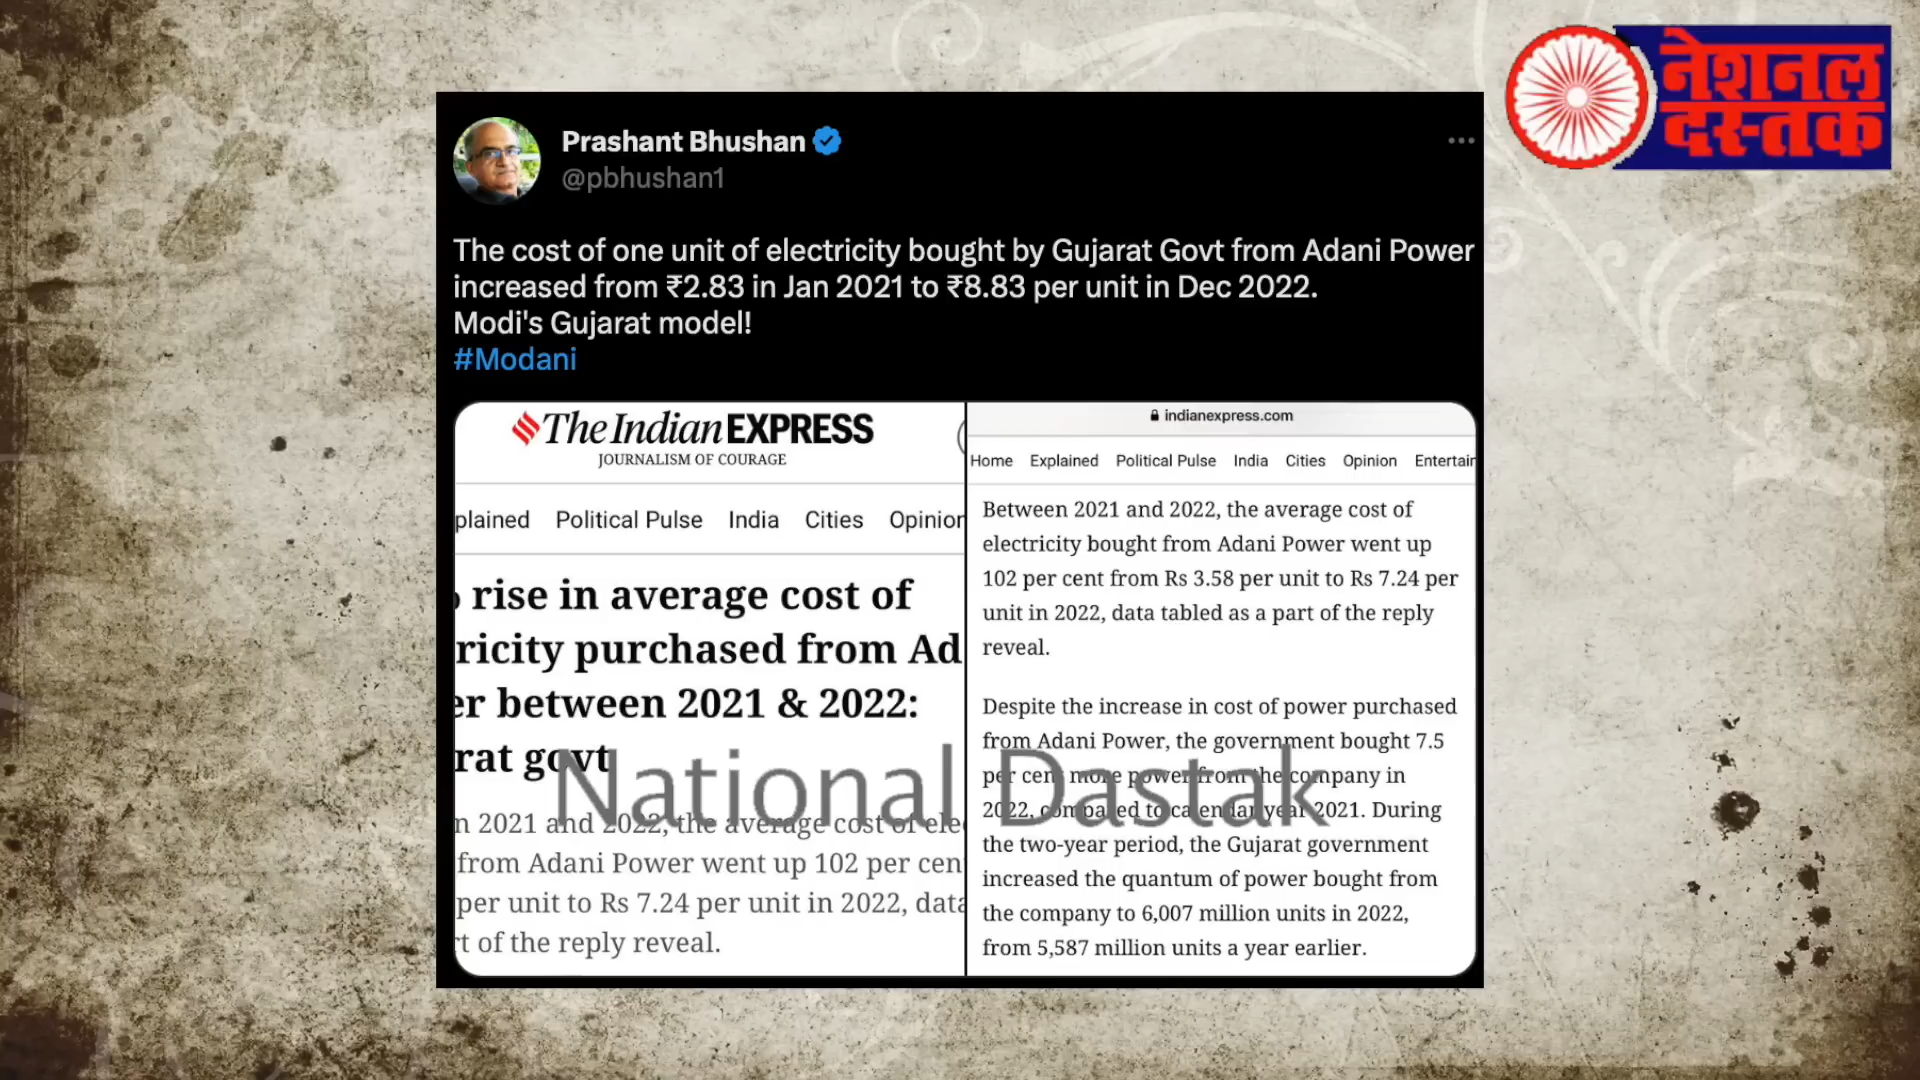 नेशनल
दस्तक
Prashant Bhushan
@pbhushan1
The cost of one unit of electricity bought by Gujarat Govt from Adani Power
increased from ₹2.83 in Jan 2021 to ₹8.83 per unit in Dec 2022.
Modi's Gujarat model!
#Modani
The Indian EXPRESS
JOURNALISM OF COURAGE
plained Political Pulse India Cities Opinion
rise in average cost of
ricity purchased from Ad
er between 2021 & 2022:
rat govt
n 2021 and 2022, the average cost of ele
from Adani Power went up 102 per cen
per unit to Rs 7.24 per unit in 2022, data
rt of the reply reveal.
indianexpress.com
Home Explained Political Pulse India Cities Opinion Entertain
Between 2021 and 2022, the average cost of
electricity bought from Adani Power went up
102 per cent from Rs 3.58 per unit to Rs 7.24 per
unit in 2022, data tabled as a part of the reply
reveal.
Despite the increase in cost of power purchased
from Adani Power, the government bought 7.5
per cent more power from the company in
2022, compared to calendar year 2021. During
the two-year period, the Gujarat government
increased the quantum of power bought from
the company to 6,007 million units in 2022,
from 5,587 million units a year earlier.
National Dastak